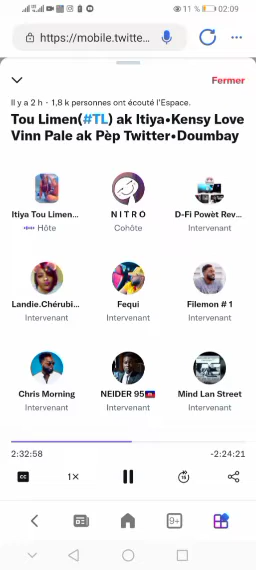 11 % 02:09
https://mobile.twitte...
Fermer
Il y a 2 h · 1,8 k personnes ont écouté l'Espace.
Tou Limen(#TL) ak Itiya•Kensy Love
Vinn Pale ak Pèp Twitter•Doumbay
Itiya Tou Limen... N I T R O D-Fi Powèt Rev...
Hôte Cohôte Intervenant
Landie.Chérubi... Fequi Filemon # 1
Intervenant Intervenant Intervenant
Chris Morning NEIDER 95🇭🇹 Mind Lan Street
Intervenant Intervenant Intervenant
2:32:58 -2:24:21
CC 1× 15
9+